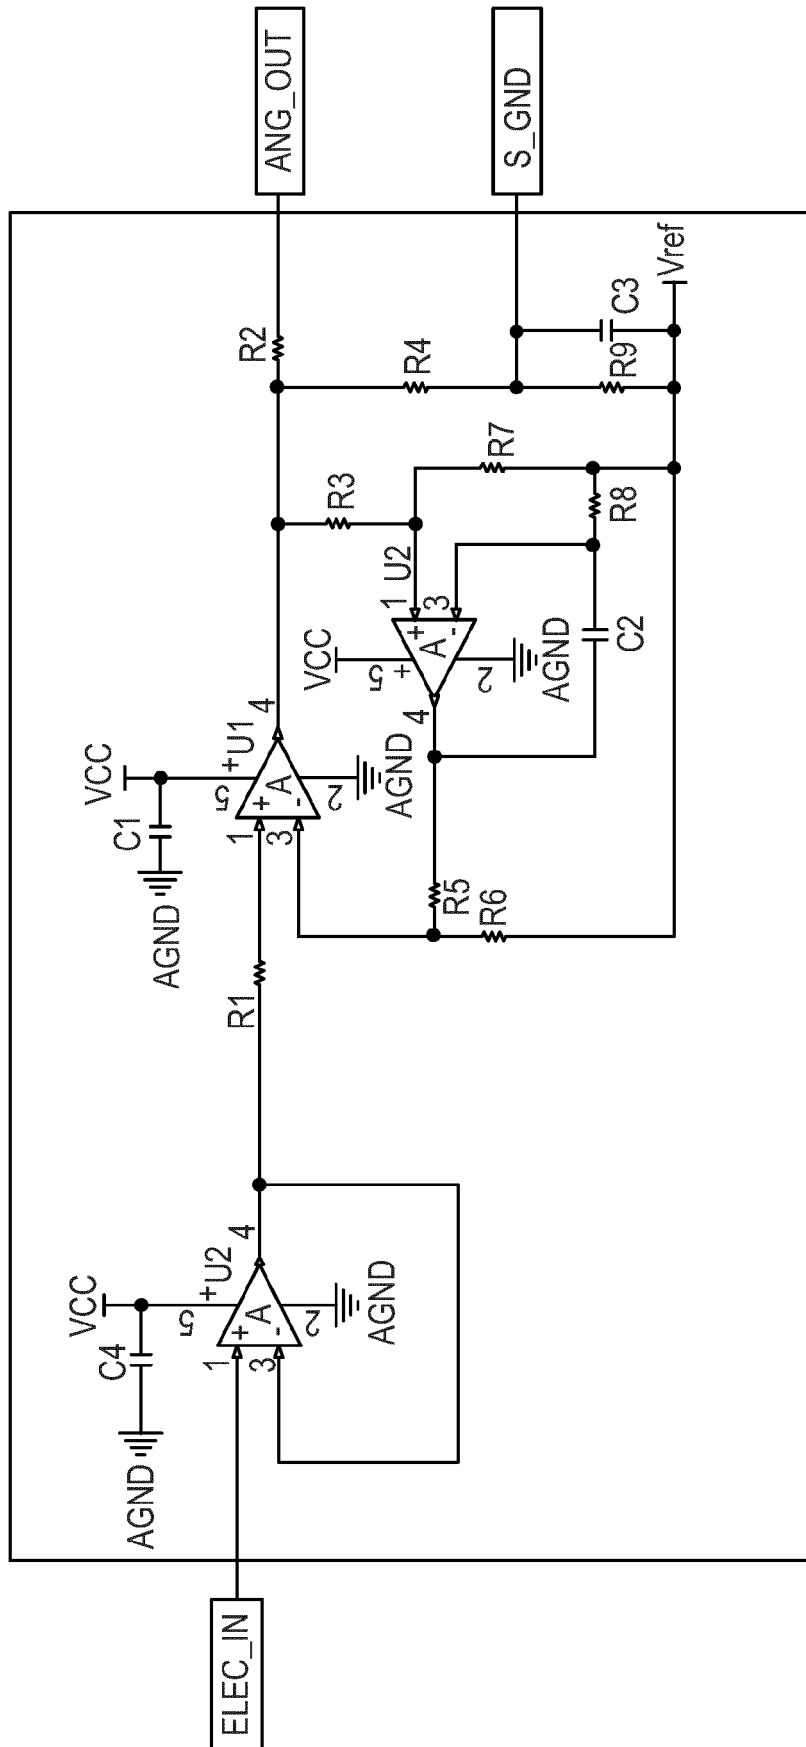 ELEC_IN
AGND
C4
VCC
5
+U2
1
+
A
3
-
2
4
AGND
R1
AGND
C1
VCC
5
+U1
1
+
A
3
-
2
4
AGND
R5
R6
4
VCC
5
+
A
+
-
2
AGND
1
3
U2
C2
R3
R7
R8
R2
R4
R9
C3
Vref
ANG_OUT
S_GND